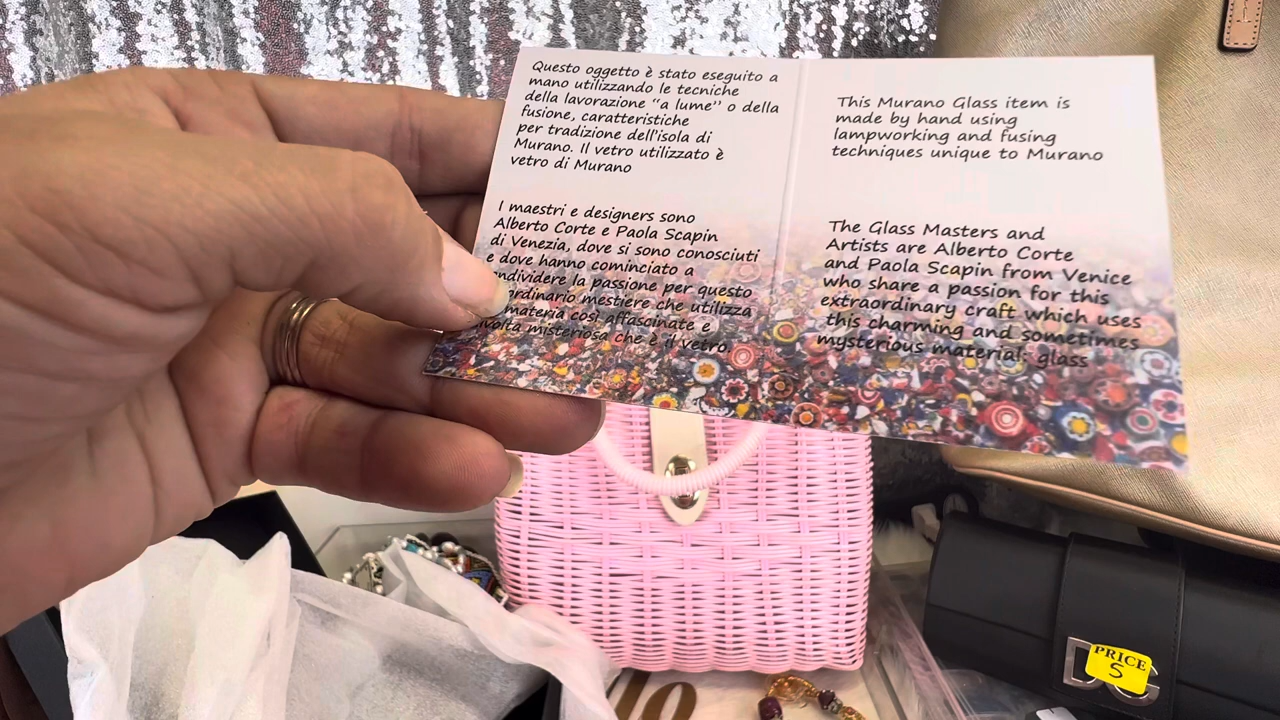 Questo oggetto è stato eseguito a
mano utilizzando le tecniche
della lavorazione "a lume" o della
fusione, caratteristiche
per tradizione dell'isola di
Murano. Il vetro utilizzato è
vetro di Murano
I maestri e designers sono
Alberto Corte e Paola Scapin
di Venezia, dove si sono conosciuti
e dove hanno cominciato a
ndividere la passione per questo
ordinario mestiere che utilizza
materia così affascinate e
volta misteriosa che è il vetro
This Murano Glass item is
made by hand using
lampworking and fusing
techniques unique to Murano
The Glass Masters and
Artists are Alberto Corte
and Paola Scapin from Venice
who share a passion for this
extraordinary craft which uses
this charming and sometimes
mysterious material; glass
PRICE
5